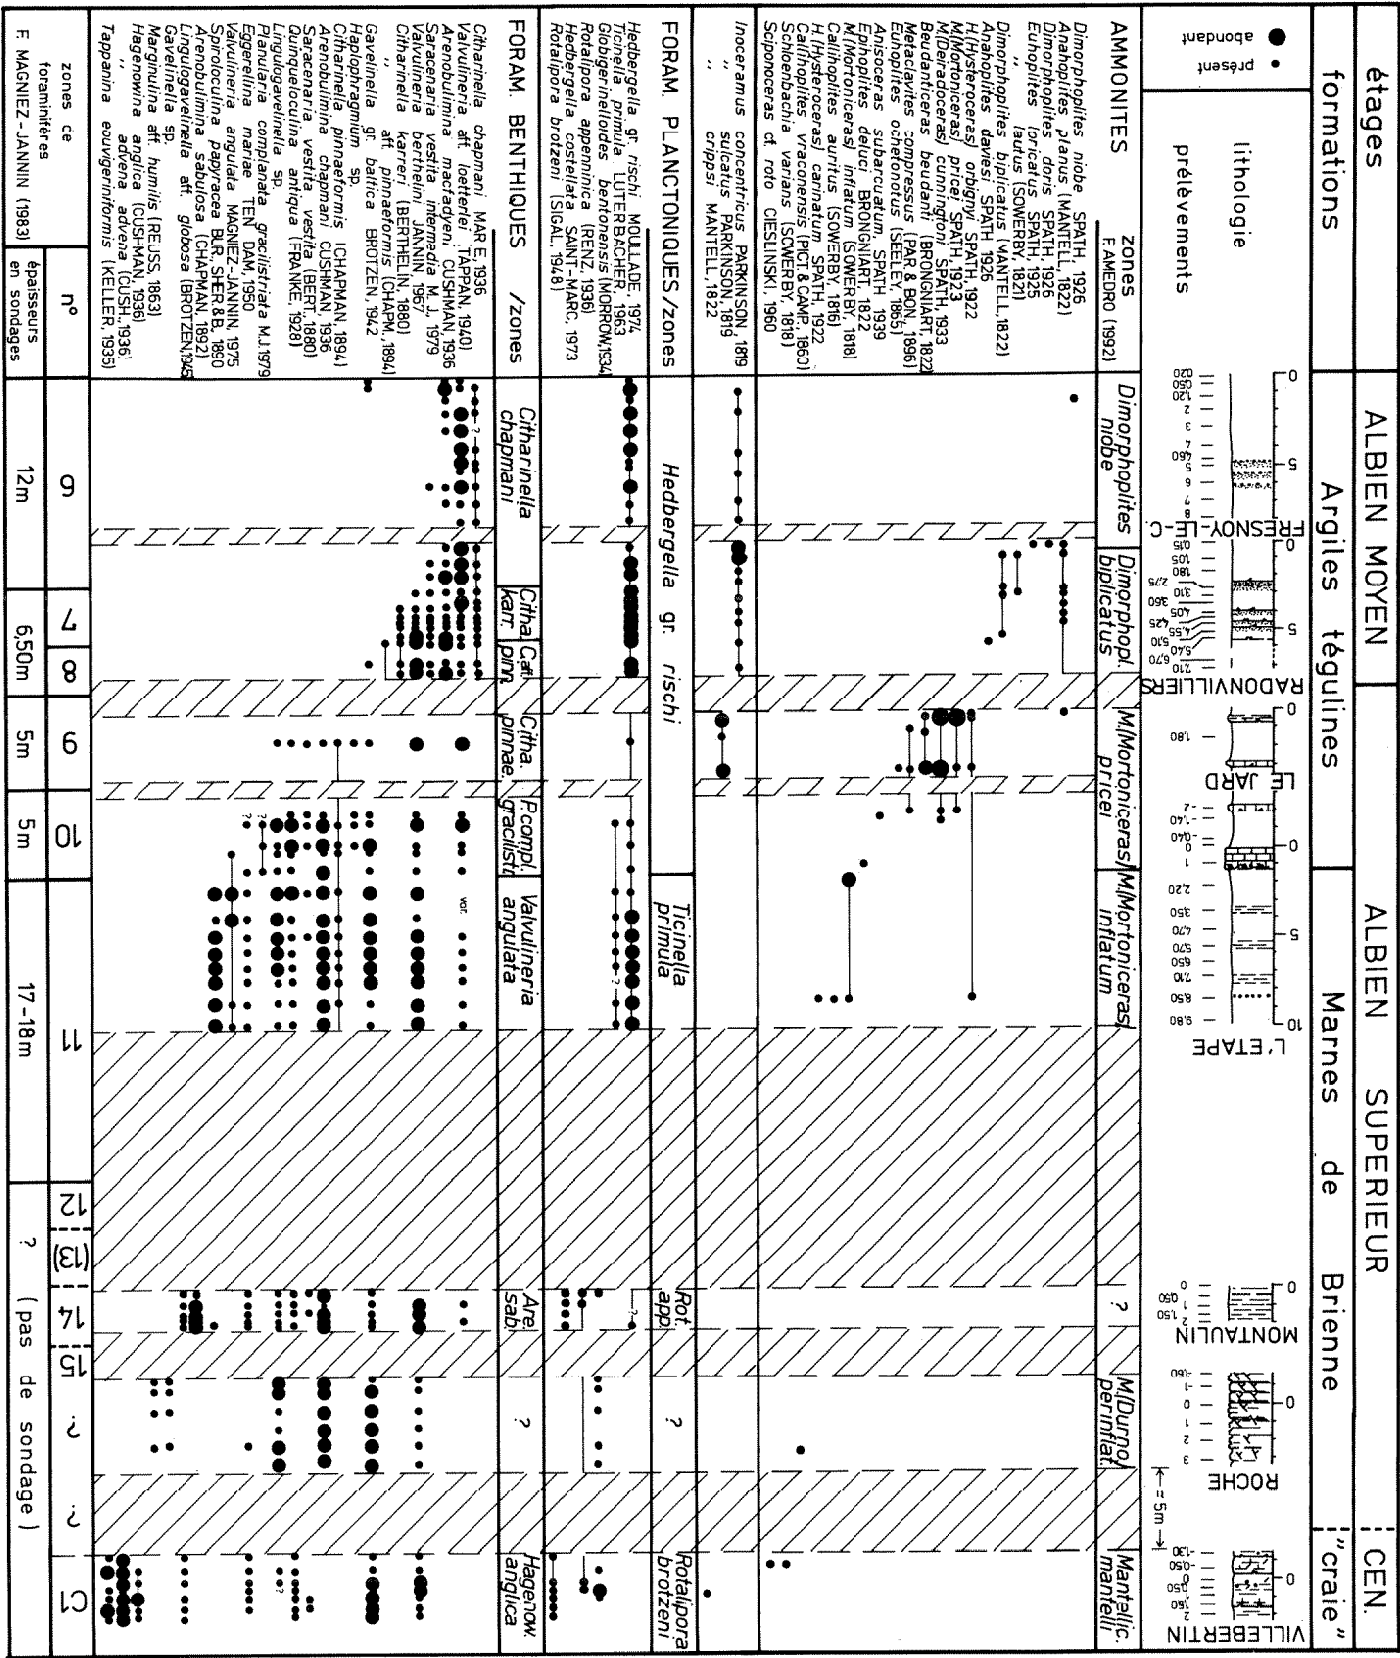 étages
ALBIEN MOYEN
ALBIEN SUPERIEUR
CEN.
formations
Argiles tégulines
Marnes de Brienne
"craie"
lithologie
prélèvements
présent
abondant
FRESNOY-LE-C.
RADONVILLIERS
LE JARD
L'ETAPE
MONTAULIN
ROCHE
VILLEBERTIN
≈5m
AMMONITES
zones
F. AMEDRO (1992)
Dimorphoplites niobe
Dimorphopl. biplicatus
M.(Mortoniceras) pricei
M.(Mortoniceras) inflatum
?
M.(Durno.) perinflat.
Mantellic. mantelli
Dimorphoplites niobe SPATH, 1926
Anahoplites planus (MANTELL, 1822)
Dimorphoplites doris SPATH, 1926
Euhoplites loricatus SPATH, 1925
,, lautus (SOWERBY, 1821)
Dimorphoplites biplicatus (MANTELL, 1822)
Anahoplites daviesi SPATH 1926
H.(Hysteroceras) orbignyi SPATH, 1922
M.(Mortoniceras) pricei SPATH, 1923
M.(Deiradoceras) cunningtoni SPATH, 1933
Beudanticeras beudanti (BRONGNIART, 1822)
Metaclavites compressus (PAR. & BON., 1896)
Euhoplites ochetonotus (SEELEY, 1865)
Anisoceras subarcuatum, SPATH 1939
Epihoplites deluci BRONGNIART, 1822
M.(Mortoniceras) inflatum (SOWERBY, 1818)
Callihoplites auritus (SOWERBY, 1816)
H.(Hysteroceras) carinatum SPATH, 1922
Callihoplites vraconensis (PICT. & CAMP., 1860)
Schloenbachia varians (SOWERBY, 1818)
Sciponoceras cf. roto CIESLINSKI, 1960
Inoceramus concentricus PARKINSON, 1819
,, sulcatus PARKINSON, 1819
,, crippsi MANTELL, 1822
FORAM. PLANCTONIQUES/zones
Hedbergella gr. rischi
Ticinella primula
Rot. app.
?
Rotalipora brotzeni
Hedbergella gr. rischi MOULLADE, 1974
Ticinella primula LUTERBACHER, 1963
Globigerinelloides bentonensis (MORROW, 1934)
Rotalipora appenninica (RENZ, 1936)
Hedbergella costellata SAINT-MARC, 1973
Rotalipora brotzeni (SIGAL, 1948)
FORAM. BENTHIQUES /zones
Citharinella chapmani
Citha. karr.
C.aff. pinn.
Citha. pinnae.
P.compl. gracilist.
Valvulineria angulata
Are. sab.
?
Hagenow. anglica
Citharinella chapmani MARIE, 1936
Valvulineria aff. loetterlei TAPPAN, 1940)
Arenobulimina macfadyeni CUSHMAN, 1936
Saracenaria vestita intermedia M.J., 1979
Valvulineria berthelini JANNIN, 1967
Citharinella karreri (BERTHELIN, 1880)
,, aff. pinnaeformis (CHAPM., 1894)
Gavelinella gr. baltica BROTZEN, 1942
Haplophragmium sp.
Citharinella pinnaeformis (CHAPMAN, 1894)
Arenobulimina chapmani CUSHMAN, 1936
Saracenaria vestita vestita (BERT., 1880)
Quinqueloculina antiqua (FRANKE, 1928)
Lingulogavelinella sp.
Planularia complanata gracilistriata M.J. 1979
Eggerellina mariae TEN DAM, 1950
Valvulineria angulata MAGNIEZ-JANNIN, 1975
Spiroloculina papyracea BUR., SHER & B., 1890
Arenobulimina sabulosa (CHAPMAN, 1892)
Lingulogavelinella aff. globosa (BROTZEN, 1945)
Gavelinella sp.
Marginulina aff. humilis (REUSS, 1863)
Hagenowina anglica (CUSHMAN, 1936)
,, advena advena (CUSH., 1936)
Tappanina eouvigeriniformis (KELLER, 1935)
zones de foraminifères
F. MAGNIEZ-JANNIN (1983)
n°
6
7
8
9
10
11
12
(13)
14
15
?
?
C1
épaisseurs en sondages
12m
6,50m
5m
5m
17-18m
? (pas de sondage)